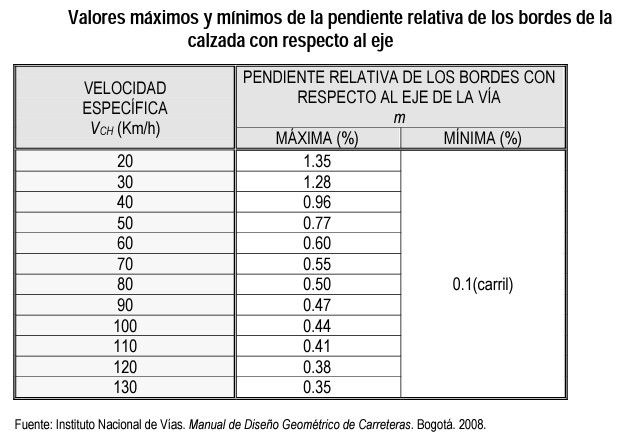 Valores máximos y mínimos de la pendiente relativa de los bordes de la
calzada con respecto al eje
VELOCIDAD
ESPECÍFICA
VCH (Km/h)
PENDIENTE RELATIVA DE LOS BORDES CON
RESPECTO AL EJE DE LA VÍA
m
MÁXIMA (%) MÍNIMA (%)
20 1.35
30 1.28
40 0.96
50 0.77
60 0.60
70 0.55
80 0.50 0.1(carril)
90 0.47
100 0.44
110 0.41
120 0.38
130 0.35
Fuente: Instituto Nacional de Vías. Manual de Diseño Geométrico de Carreteras. Bogotá. 2008.